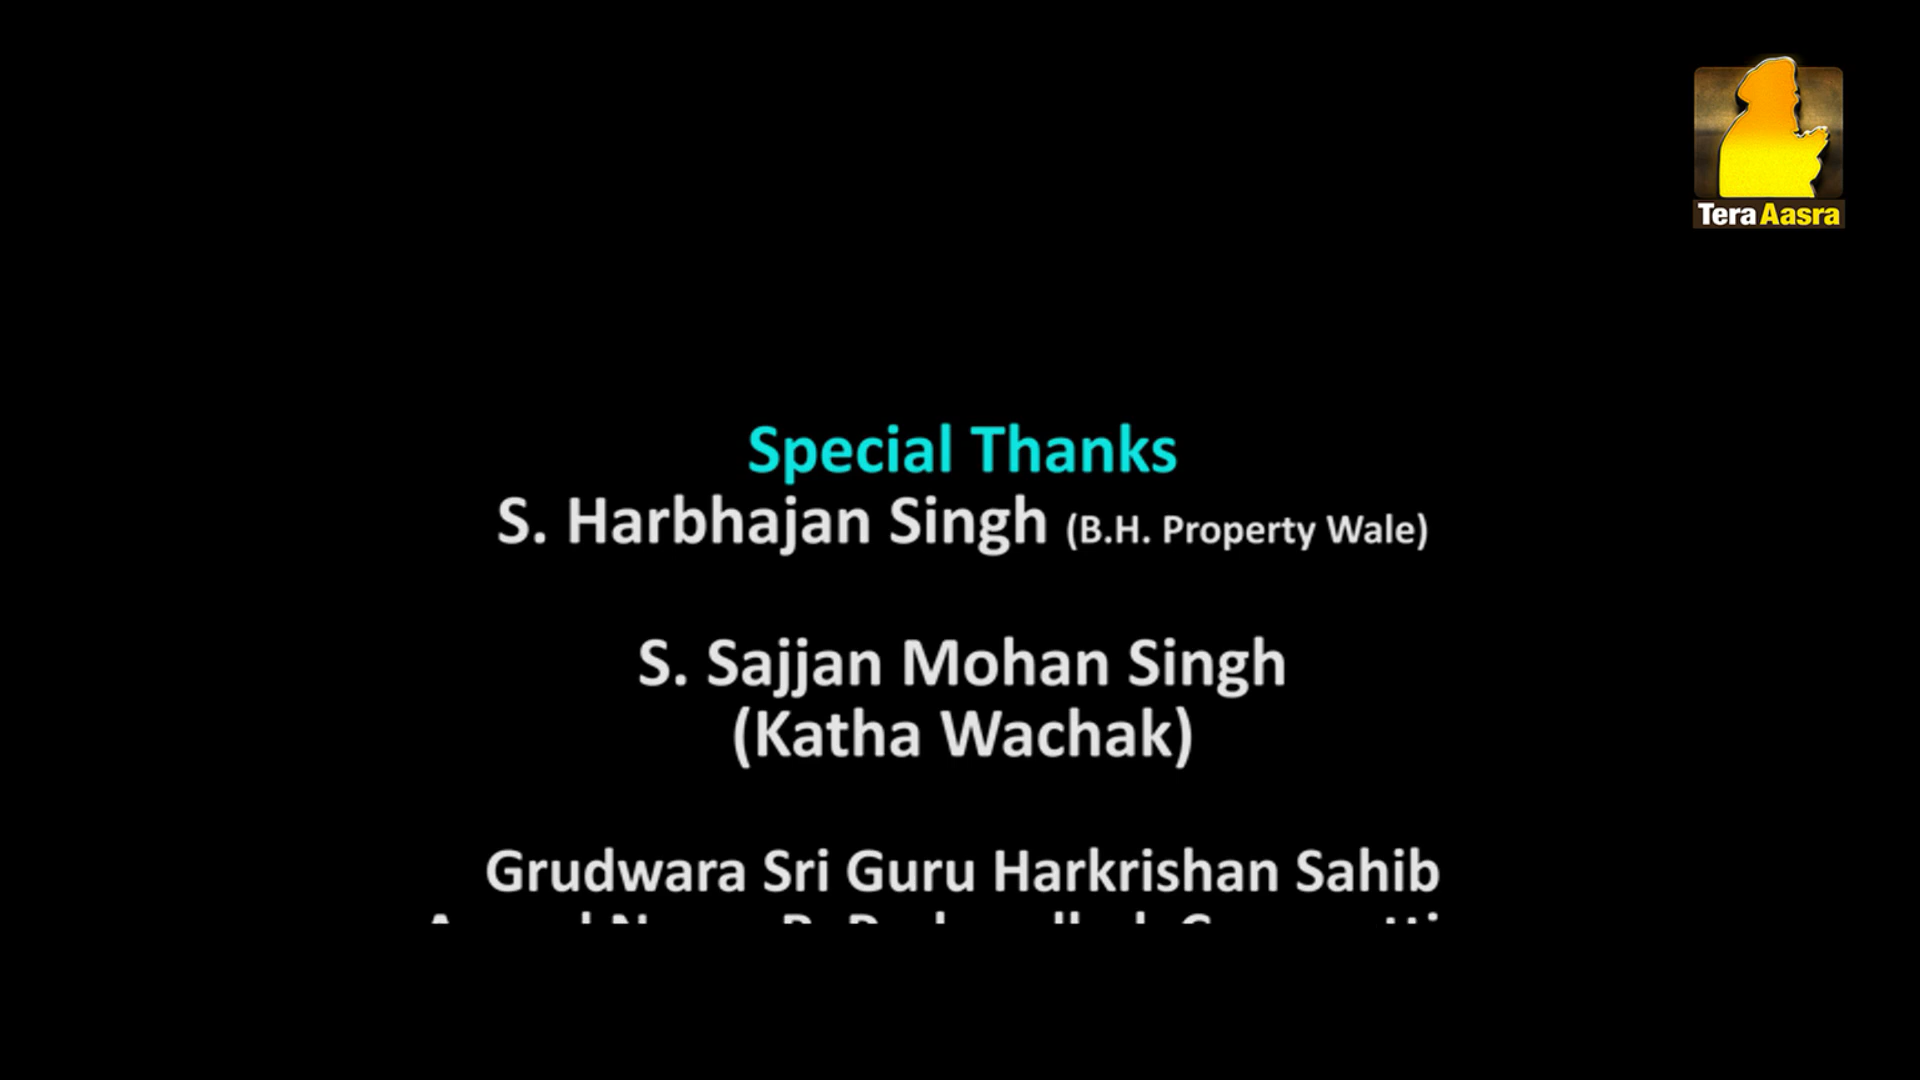 Tera Aasra
Special Thanks
S. Harbhajan Singh (B.H. Property Wale)
S. Sajjan Mohan Singh
(Katha Wachak)
Grudwara Sri Guru Harkrishan Sahib